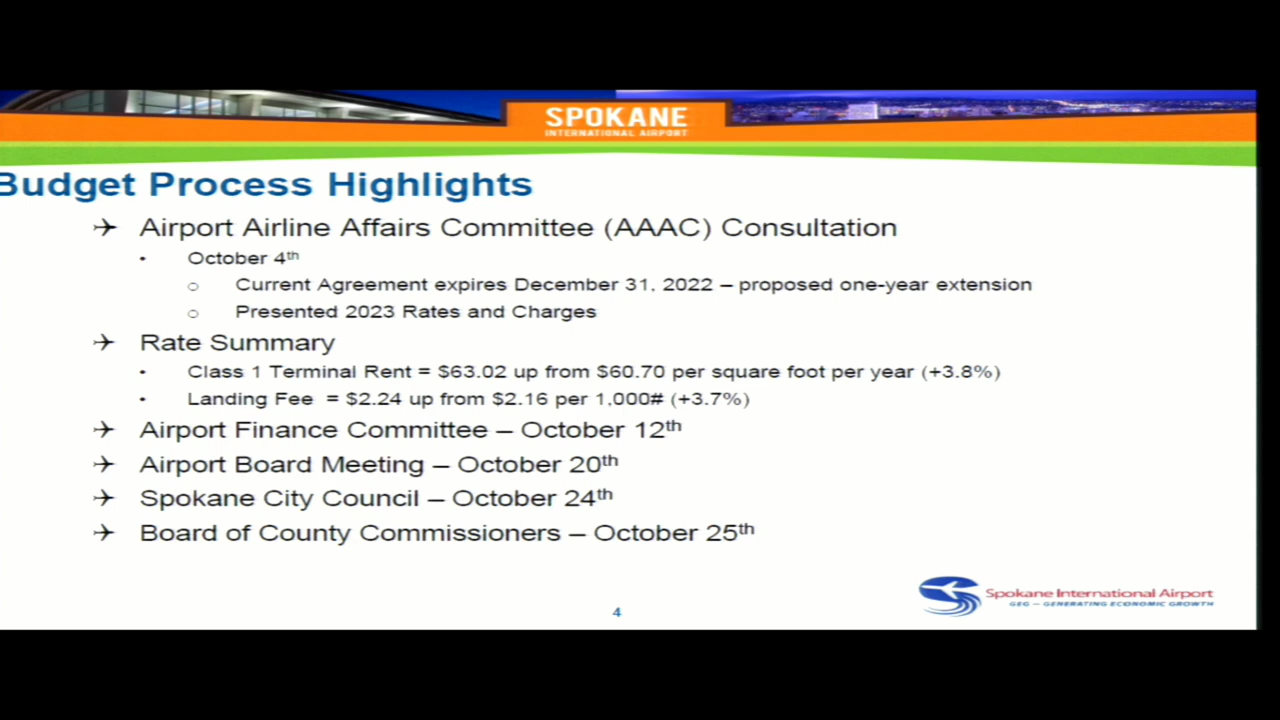 SPOKANE
INTERNATIONAL AIRPORT
Budget Process Highlights
Airport Airline Affairs Committee (AAAC) Consultation
• October 4th
o Current Agreement expires December 31, 2022 – proposed one-year extension
o Presented 2023 Rates and Charges
Rate Summary
• Class 1 Terminal Rent = $63.02 up from $60.70 per square foot per year (+3.8%)
• Landing Fee = $2.24 up from $2.16 per 1,000# (+3.7%)
Airport Finance Committee – October 12th
Airport Board Meeting – October 20th
Spokane City Council – October 24th
Board of County Commissioners – October 25th
Spokane International Airport
GEG – GENERATING ECONOMIC GROWTH
4